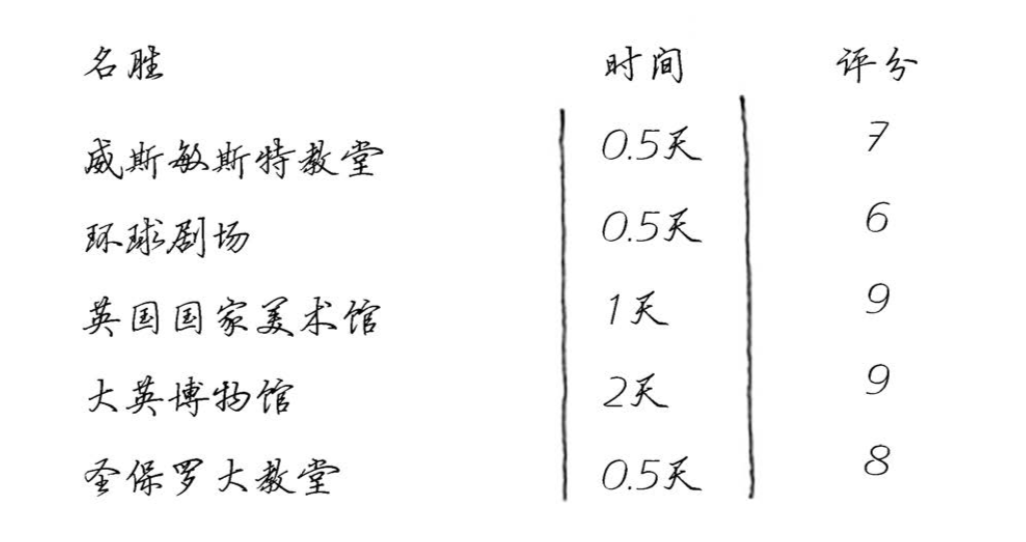 名胜 时间 评分
威斯敏斯特教堂 0.5天 7
环球剧场 0.5天 6
英国国家美术馆 1天 9
大英博物馆 2天 9
圣保罗大教堂 0.5天 8